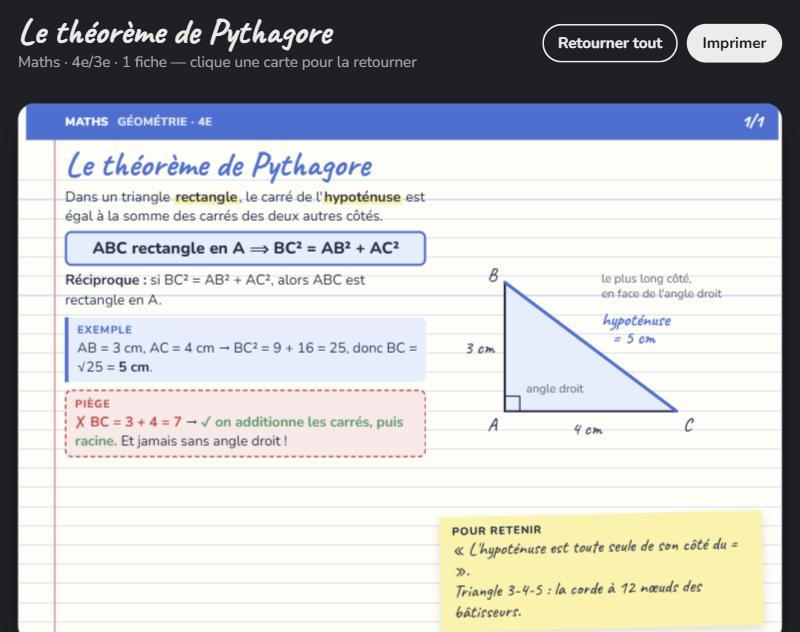 Le théorème de Pythagore
Maths · 4e/3e · 1 fiche — clique une carte pour la retourner
Retourner tout
Imprimer
MATHS GÉOMÉTRIE · 4E
1/1
Le théorème de Pythagore
Dans un triangle rectangle, le carré de l'hypoténuse est
égal à la somme des carrés des deux autres côtés.
ABC rectangle en A ⟹ BC² = AB² + AC²
Réciproque : si BC² = AB² + AC², alors ABC est
rectangle en A.
EXEMPLE
AB = 3 cm, AC = 4 cm → BC² = 9 + 16 = 25, donc BC =
√25 = 5 cm.
PIÈGE
✗ BC = 3 + 4 = 7 → ✓ on additionne les carrés, puis
racine. Et jamais sans angle droit !
B
le plus long côté,
en face de l'angle droit
hypoténuse
= 5 cm
3 cm
angle droit
A
4 cm
C
POUR RETENIR
« L'hypoténuse est toute seule de son côté du =
».
Triangle 3-4-5 : la corde à 12 nœuds des
bâtisseurs.